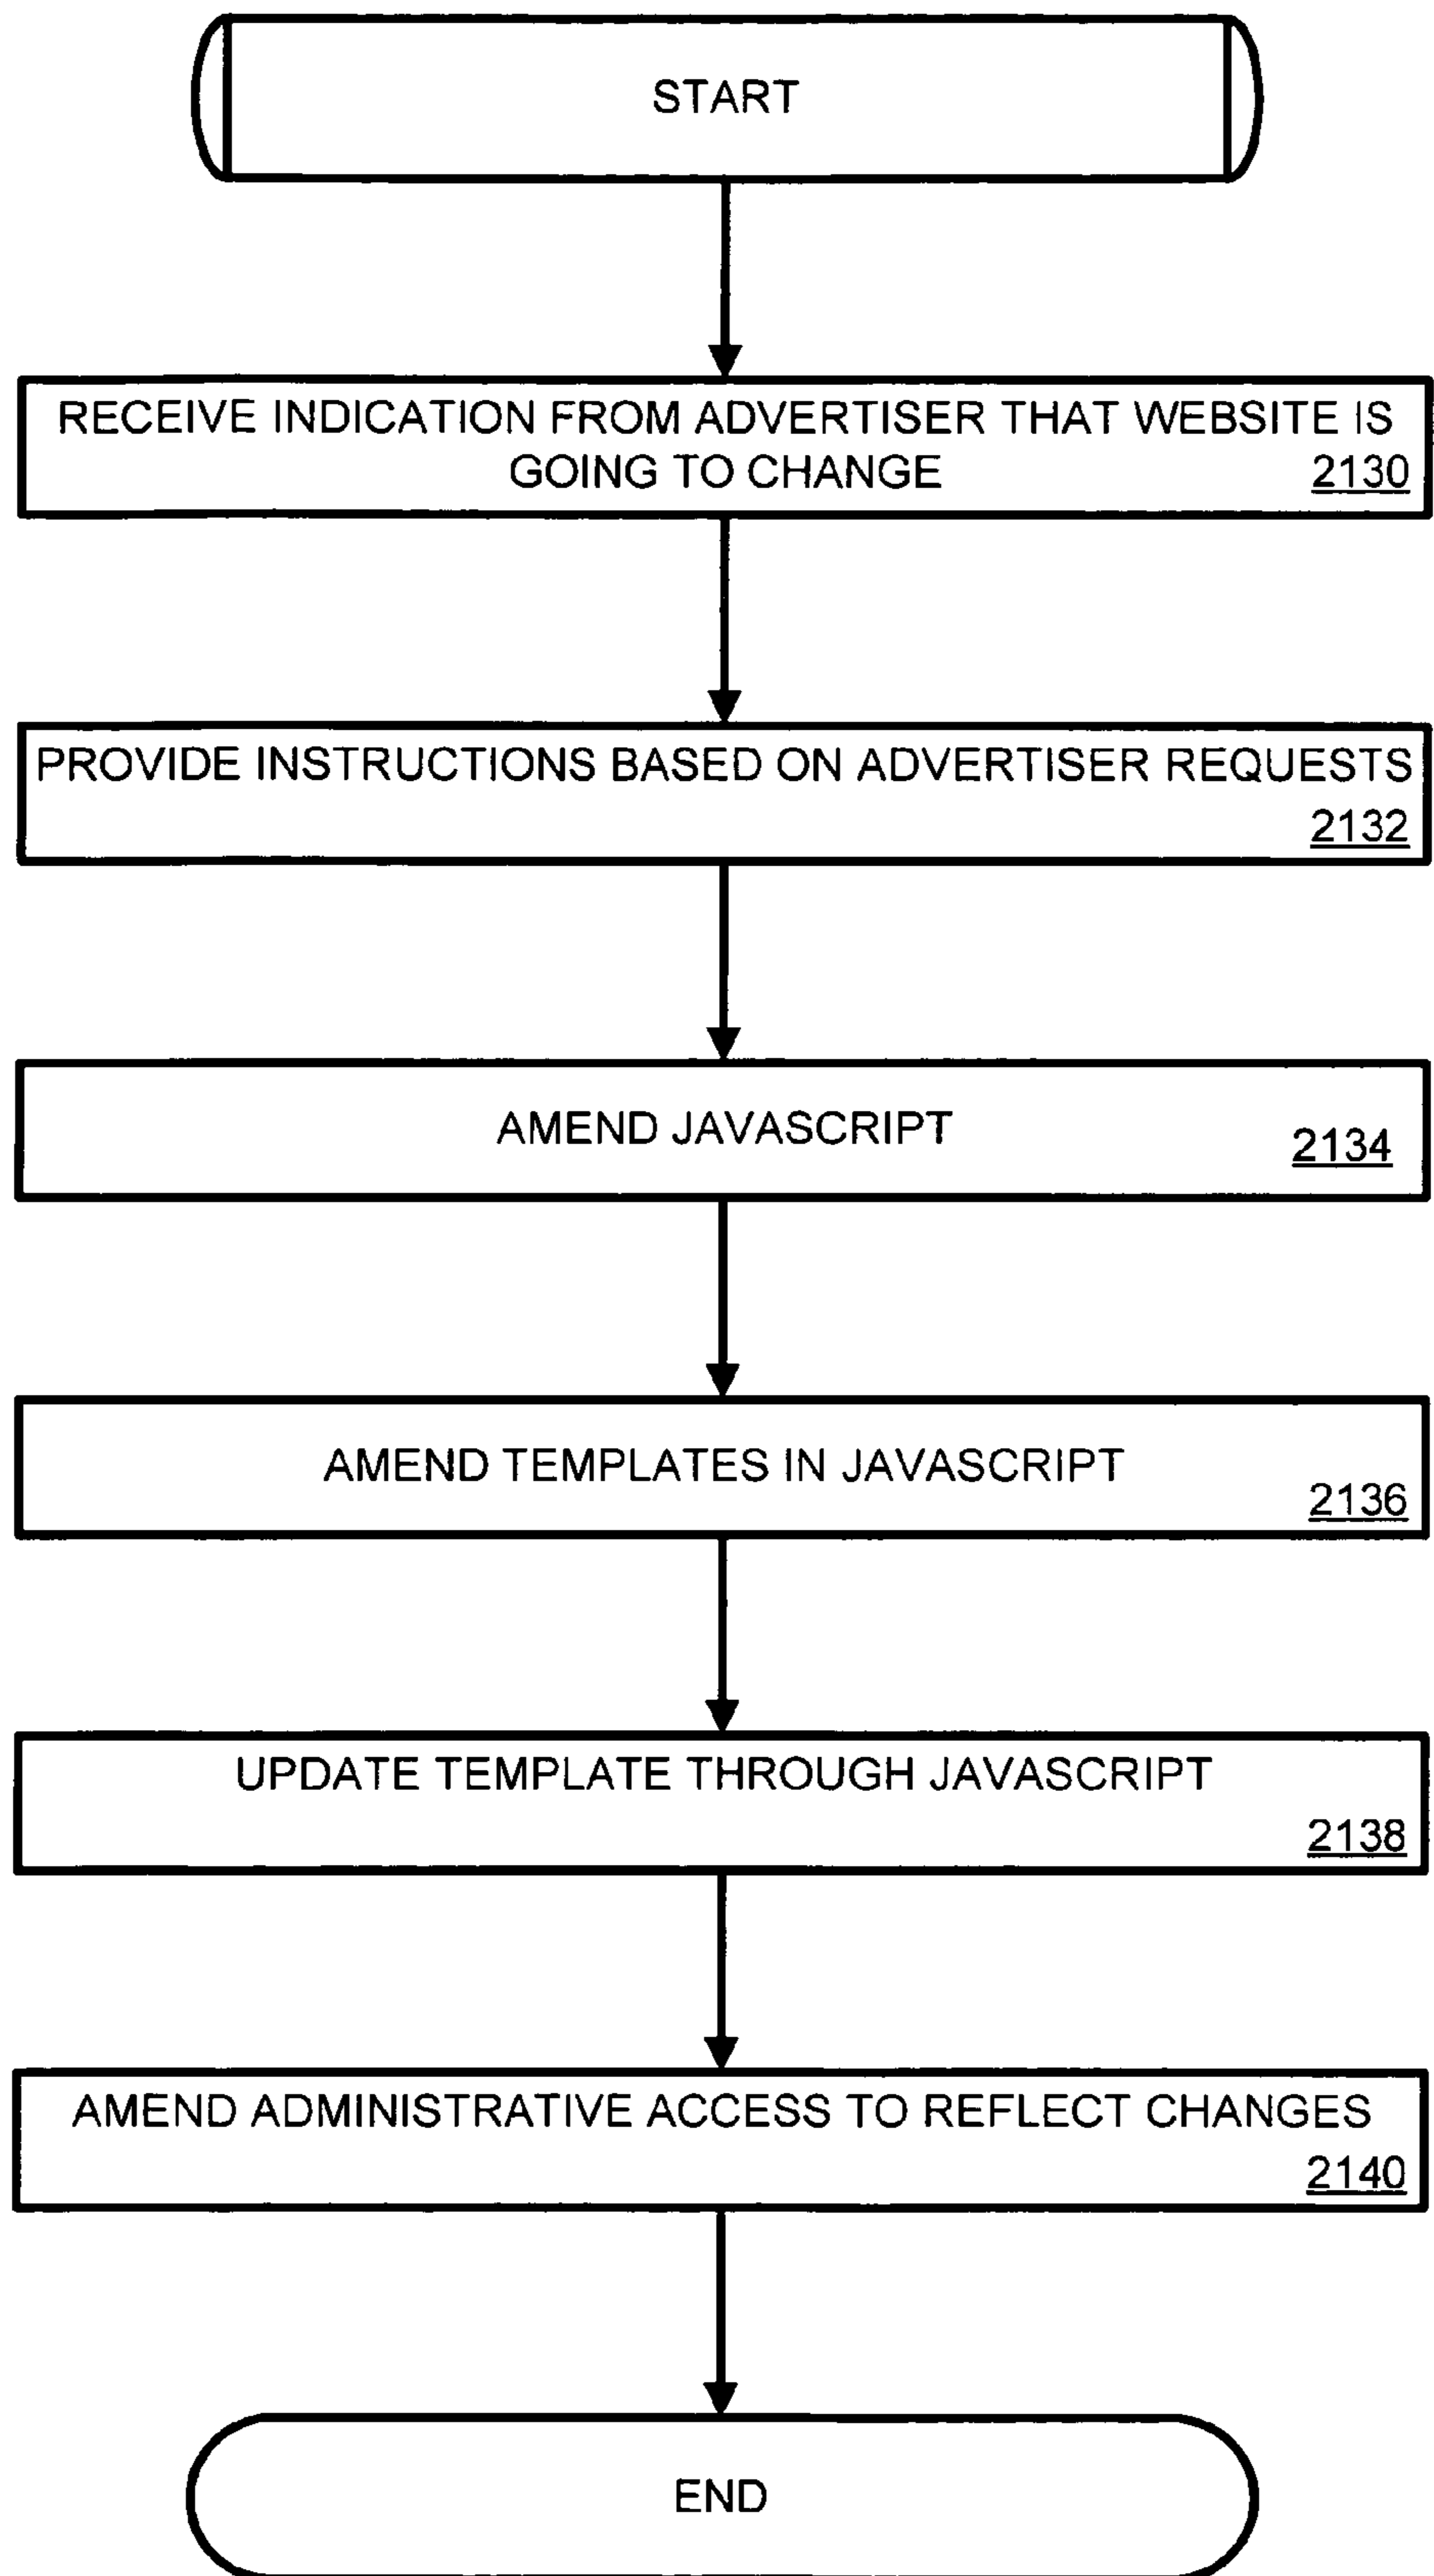 START
RECEIVE INDICATION FROM ADVERTISER THAT WEBSITE IS
GOING TO CHANGE 2130
PROVIDE INSTRUCTIONS BASED ON ADVERTISER REQUESTS
2132
AMEND JAVASCRIPT 2134
AMEND TEMPLATES IN JAVASCRIPT
2136
UPDATE TEMPLATE THROUGH JAVASCRIPT
2138
AMEND ADMINISTRATIVE ACCESS TO REFLECT CHANGES
2140
END